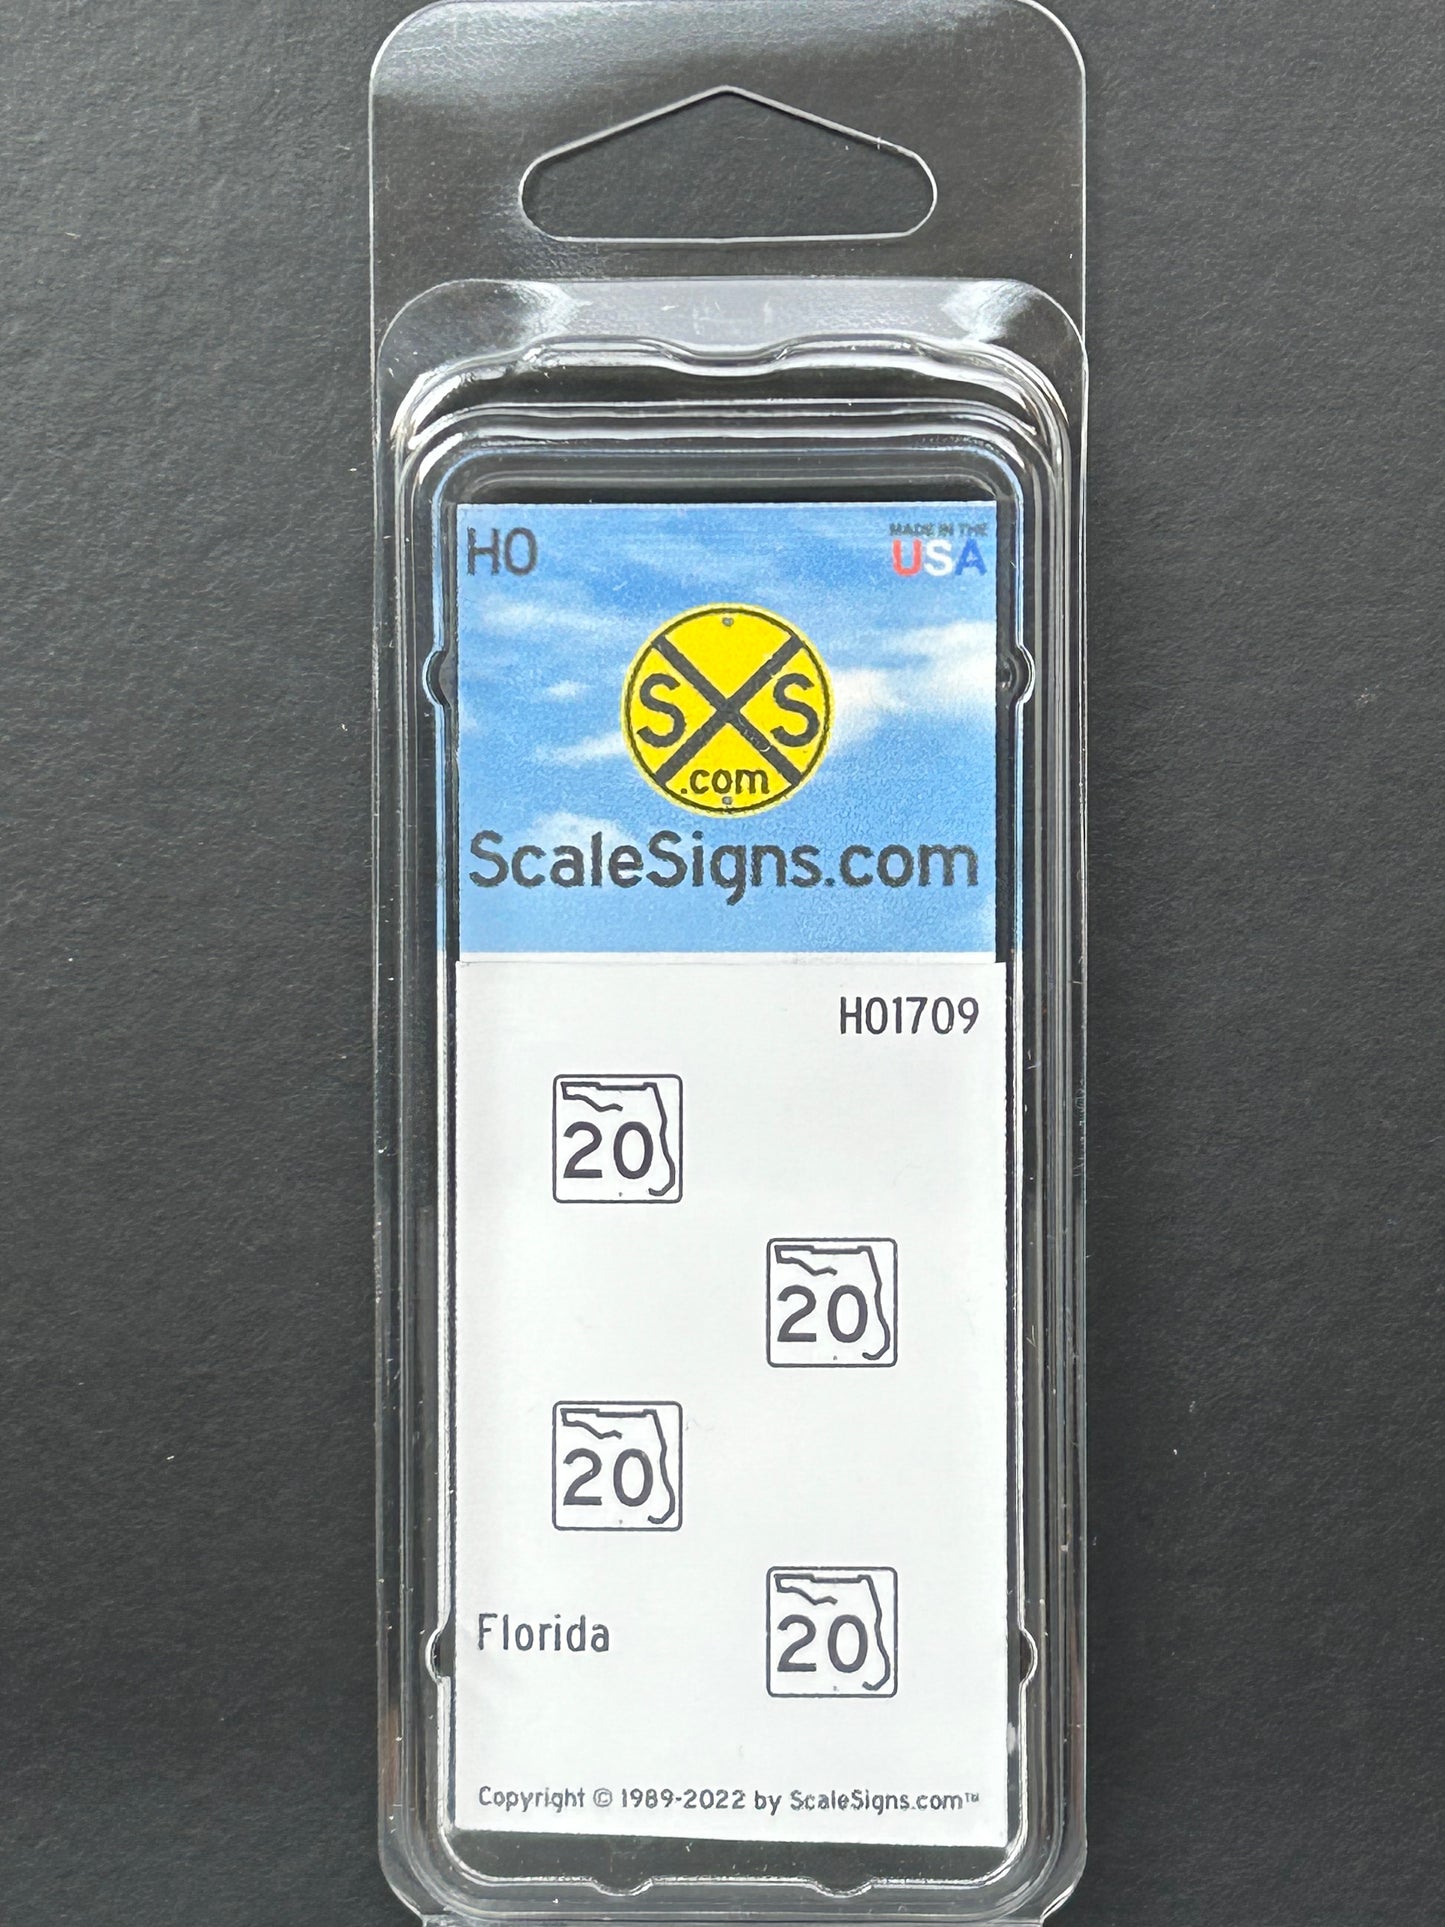 HO
MADE IN THE
USA
S X S
.com
ScaleSigns.com
HO1709
20
20
20
20
Florida
Copyright © 1989-2022 by ScaleSigns.com™